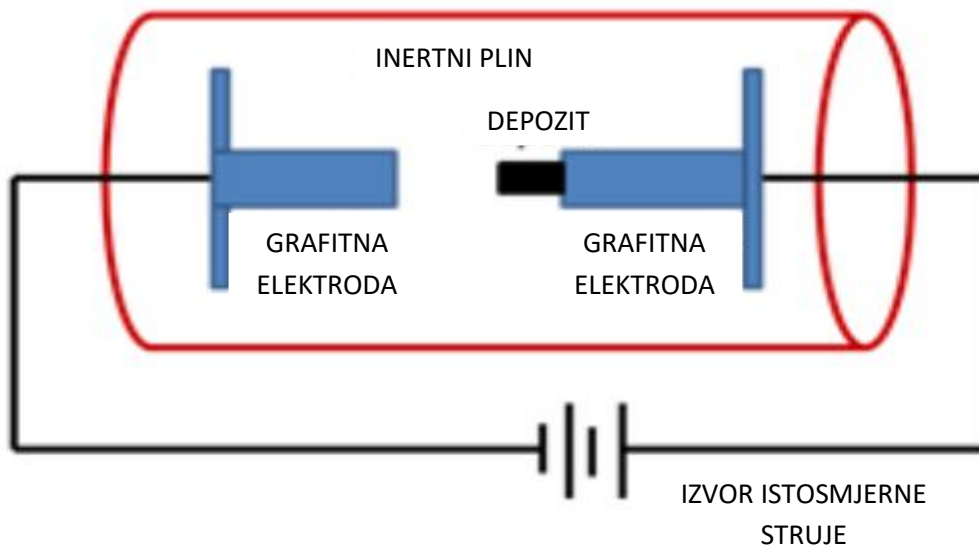 INERTNI PLIN
DEPOZIT
GRAFITNA
ELEKTRODA
GRAFITNA
ELEKTRODA
IZVOR ISTOSMJERNE
STRUJE